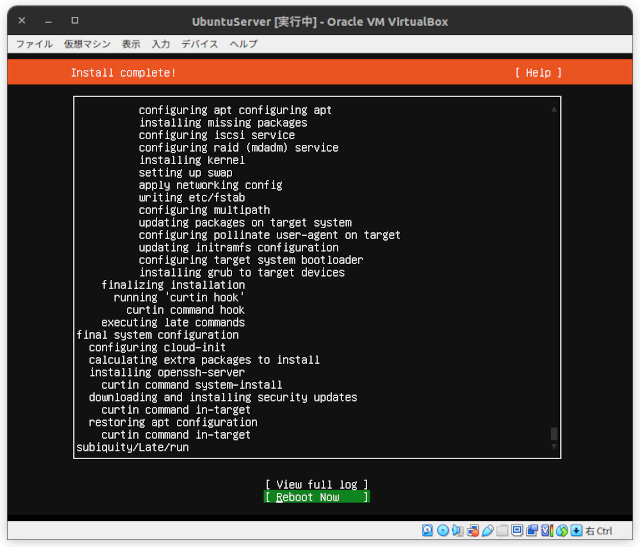 UbuntuServer [実行中] - Oracle VM VirtualBox
ファイル 仮想マシン 表示 入力 デバイス ヘルプ
Install complete! [ Help ]
configuring apt configuring apt
installing missing packages
configuring iscsi service
configuring raid (mdadm) service
installing kernel
setting up swap
apply networking config
writing etc/fstab
configuring multipath
updating packages on target system
configuring pollinate user-agent on target
updating initramfs configuration
configuring target system bootloader
installing grub to target devices
finalizing installation
running 'curtin hook'
curtin command hook
executing late commands
final system configuration
configuring cloud-init
calculating extra packages to install
installing openssh-server
curtin command system-install
downloading and installing security updates
curtin command in-target
restoring apt configuration
curtin command in-target
subiquity/Late/run
[ View full log ]
[ Reboot Now ]
右 Ctrl